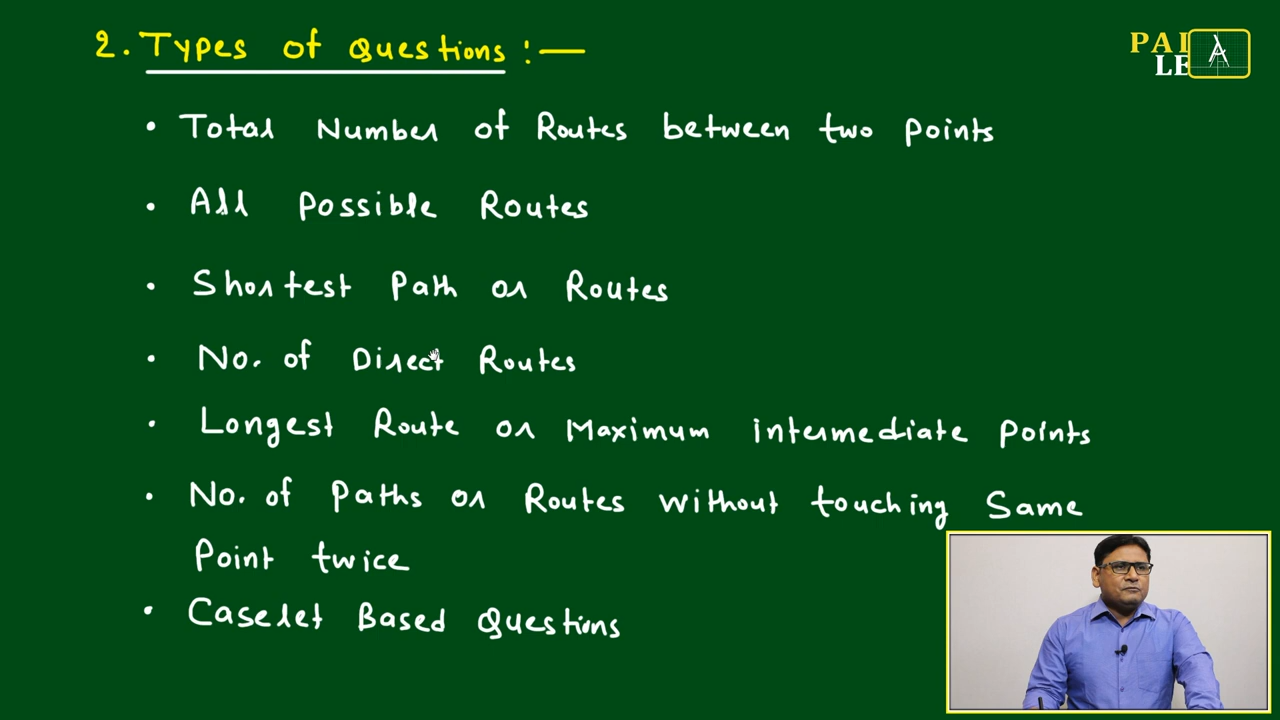 2. Types of Questions :—
PAI
LE
A
• Total Number of Routes between two points
• All Possible Routes
• Shortest Path or Routes
• No. of Direct Routes
• Longest Route or Maximum intermediate points
• No. of Paths or Routes without touching Same
Point twice
• Caselet Based Questions